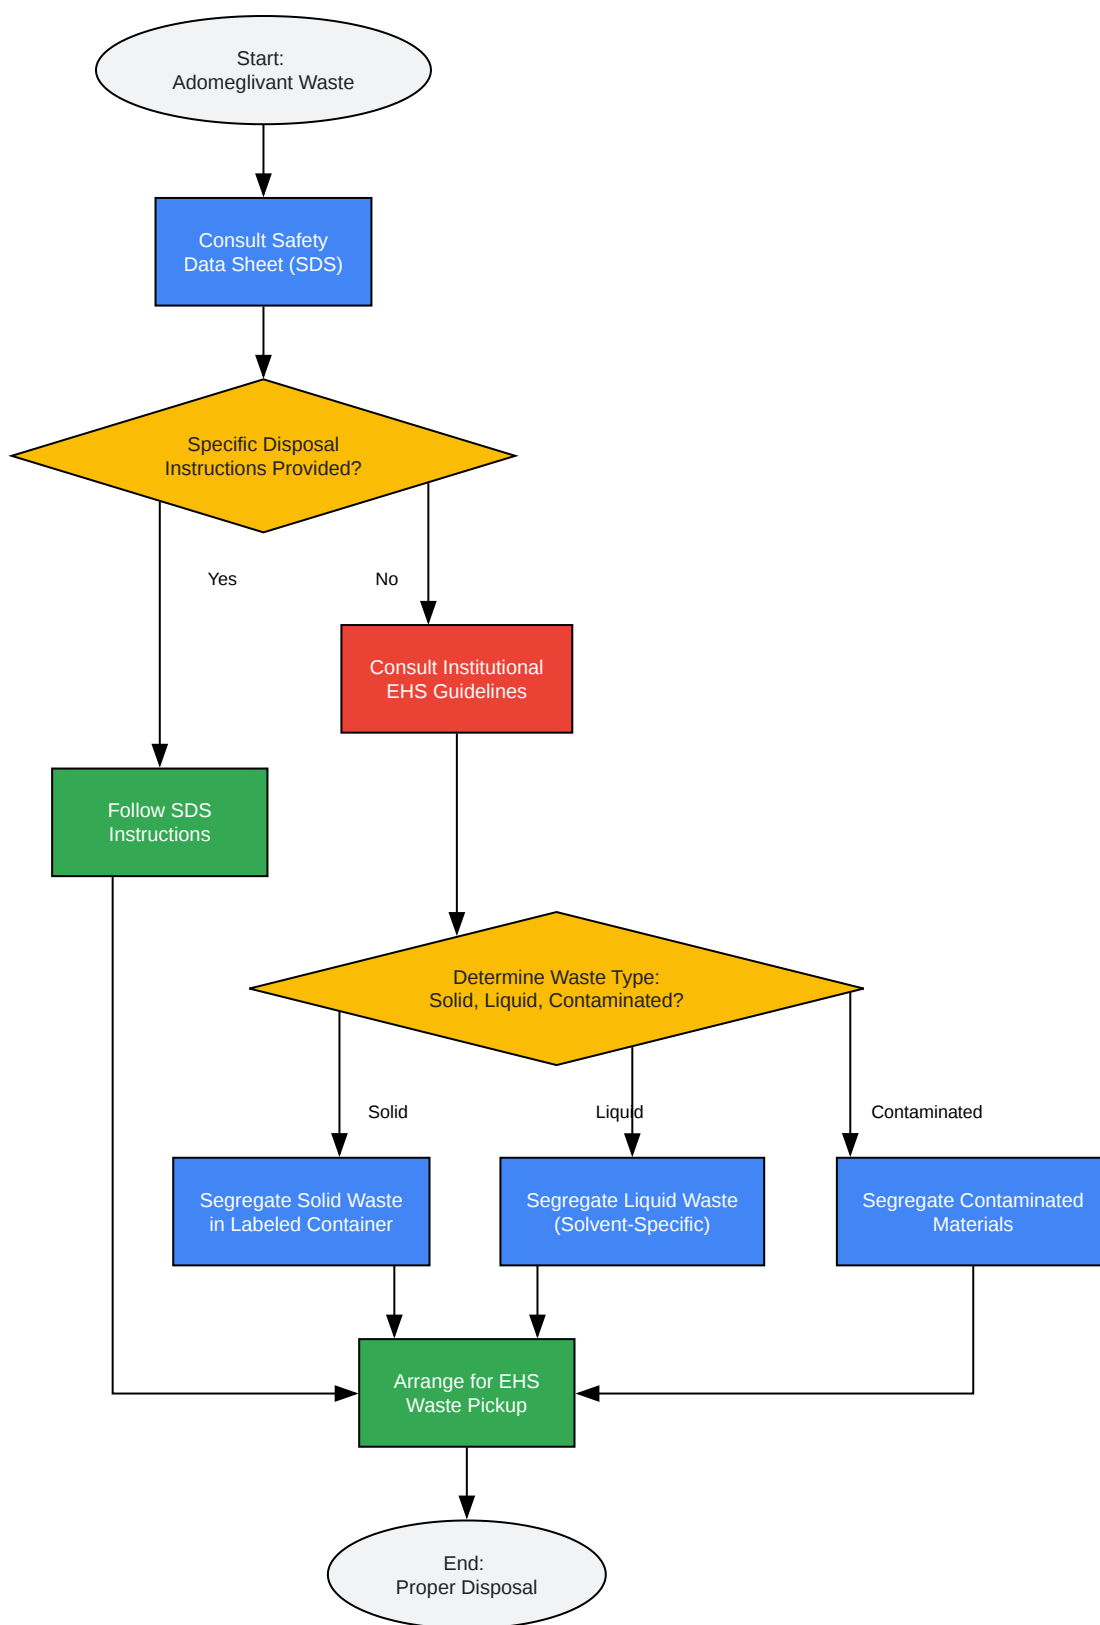 Start:
Adomeglivant Waste
Consult Safety
Data Sheet (SDS)
Specific Disposal
Instructions Provided?
Yes
No
Consult Institutional
EHS Guidelines
Follow SDS
Instructions
Determine Waste Type:
Solid, Liquid, Contaminated?
Solid
Liquid
Contaminated
Segregate Solid Waste
in Labeled Container
Segregate Liquid Waste
(Solvent-Specific)
Segregate Contaminated
Materials
Arrange for EHS
Waste Pickup
End:
Proper Disposal